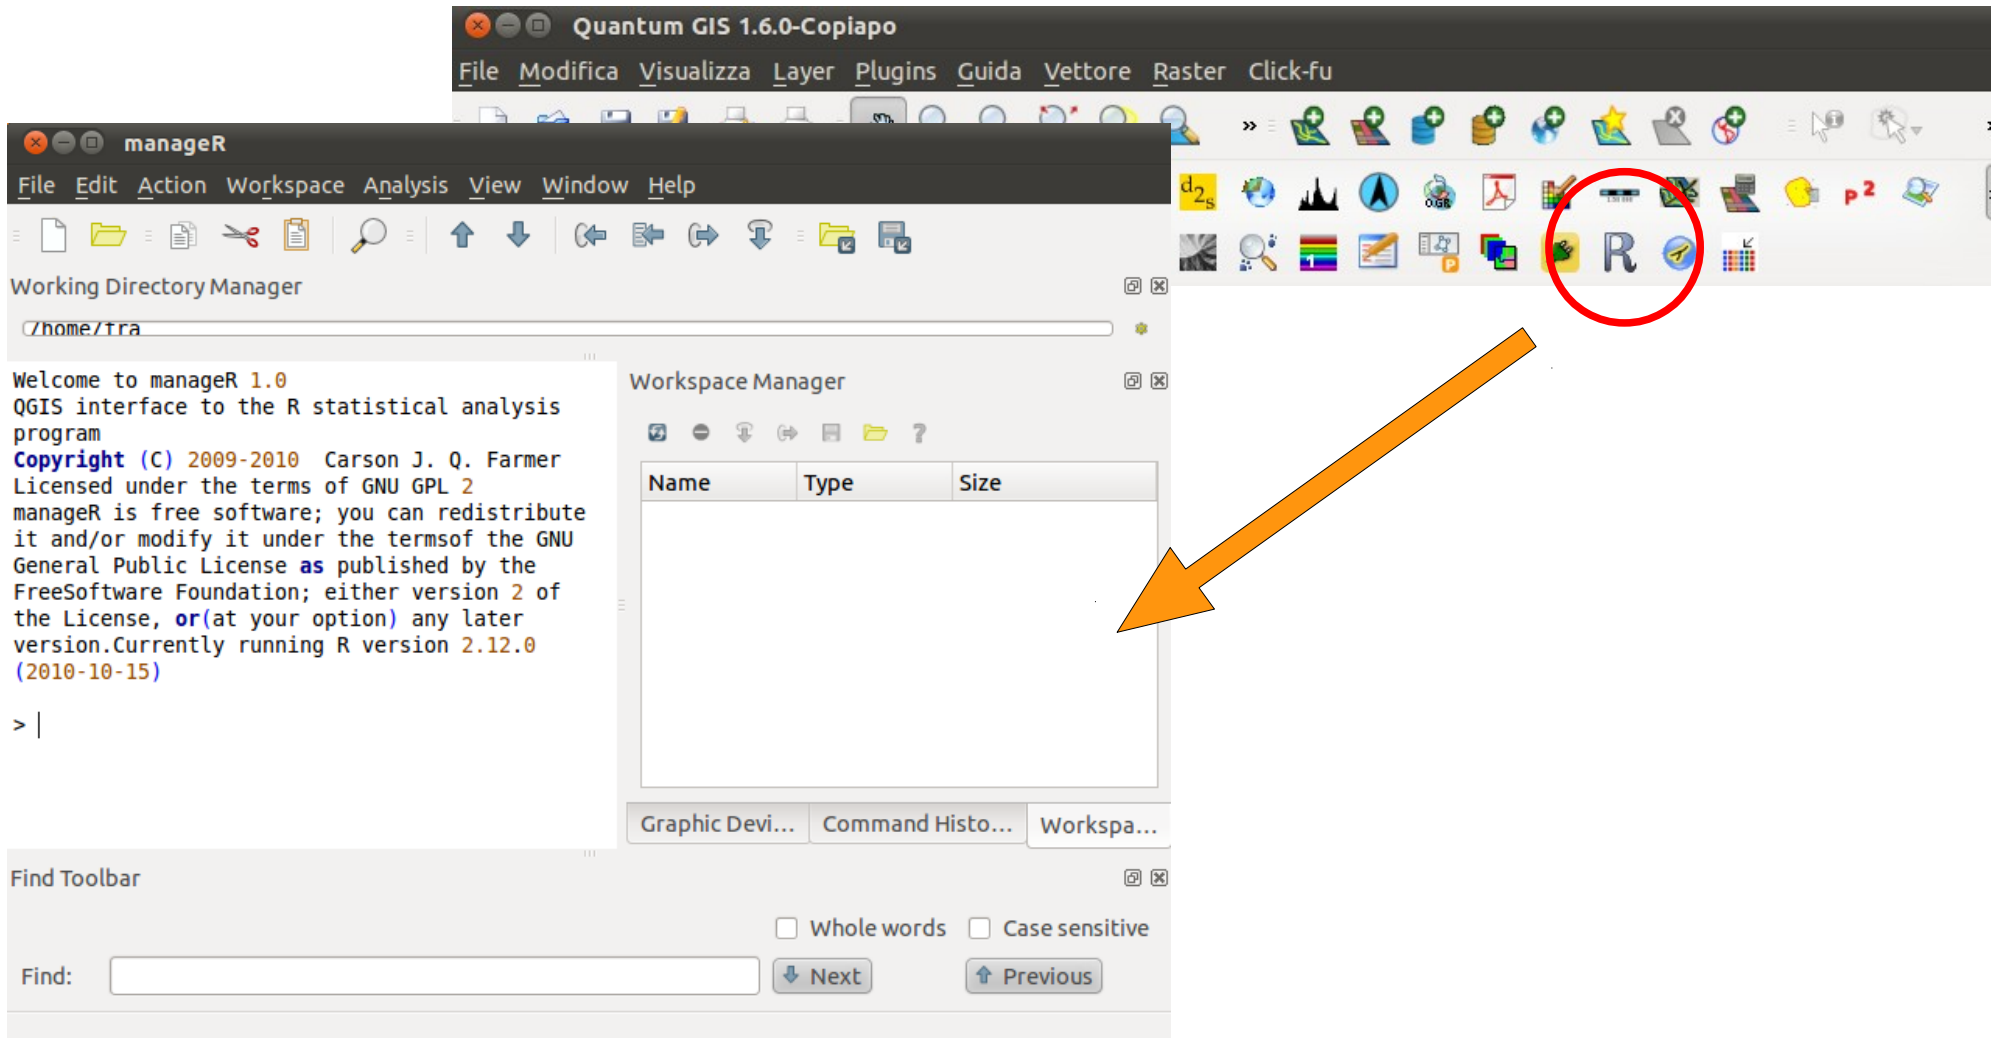 Quantum GIS 1.6.0-Copiapo
File Modifica Visualizza Layer Plugins Guida Vettore Raster Click-fu
manageR
File Edit Action Workspace Analysis View Window Help
Working Directory Manager
/home/fra
Welcome to manageR 1.0
QGIS interface to the R statistical analysis
program
Copyright (C) 2009-2010 Carson J. Q. Farmer
Licensed under the terms of GNU GPL 2
manageR is free software; you can redistribute
it and/or modify it under the termsof the GNU
General Public License as published by the
FreeSoftware Foundation; either version 2 of
the License, or(at your option) any later
version.Currently running R version 2.12.0
(2010-10-15)
>
Workspace Manager
Name Type Size
Graphic Devi... Command Histo... Workspa...
Find Toolbar
Whole words Case sensitive
Find: Next Previous
d2s
OGR
P2
R
1
P